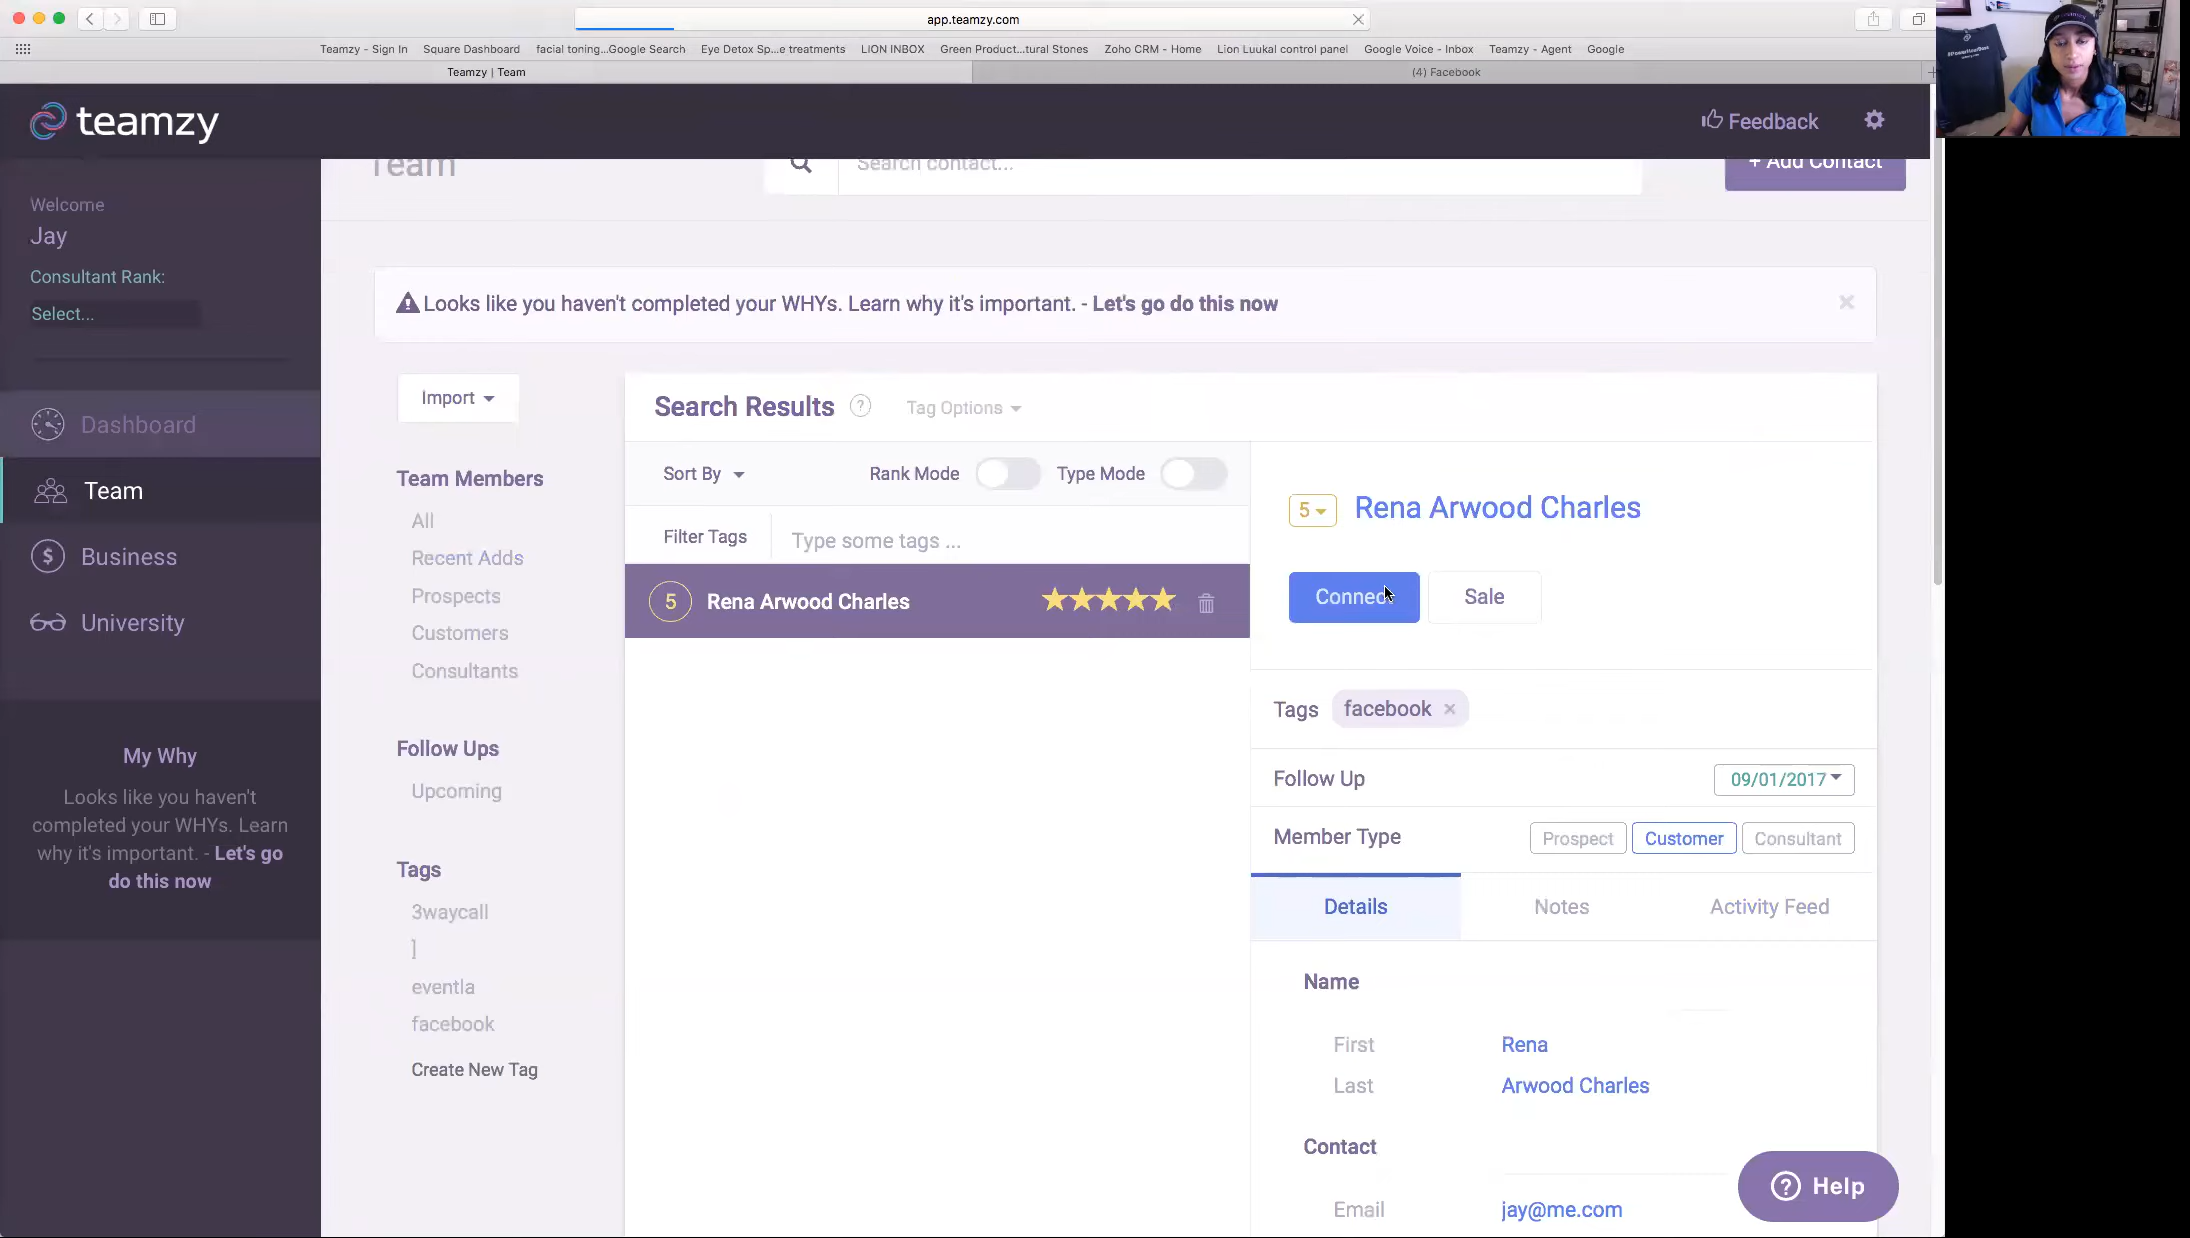 app.teamzy.com
Teamzy - Sign In
Square Dashboard
facial toning...Google Search
Eye Detox Sp...e treatments
LION INBOX
Green Product...tural Stones
Zoho CRM - Home
Lion Luukal control panel
Google Voice - Inbox
Teamzy - Agent
Google
Teamzy | Team
(4) Facebook
teamzy
Feedback
Welcome
Jay
Consultant Rank:
Select...
Dashboard
Team
Business
University
My Why
Looks like you haven't
completed your WHYs. Learn
why it's important. - Let's go
do this now
Team
Search contact...
+ Add Contact
Looks like you haven't completed your WHYs. Learn why it's important. - Let's go do this now
Import
Team Members
All
Recent Adds
Prospects
Customers
Consultants
Follow Ups
Upcoming
Tags
3waycall
]
eventla
facebook
Create New Tag
Search Results ?
Tag Options
Sort By
Rank Mode
Type Mode
Filter Tags
Type some tags ...
5 Rena Arwood Charles
5 Rena Arwood Charles
Connect
Sale
Tags facebook ×
Follow Up 09/01/2017
Member Type Prospect Customer Consultant
Details Notes Activity Feed
Name
First Rena
Last Arwood Charles
Contact
Email jay@me.com
? Help